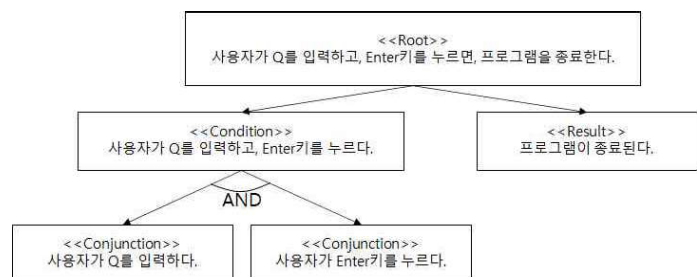 <<Root>>
사용자가 Q를 입력하고, Enter키를 누르면, 프로그램을 종료한다.
<<Condition>>
사용자가 Q를 입력하고, Enter키를 누르다.
<<Result>>
프로그램이 종료된다.
AND
<<Conjunction>>
사용자가 Q를 입력하다.
<<Conjunction>>
사용자가 Enter키를 누르다.